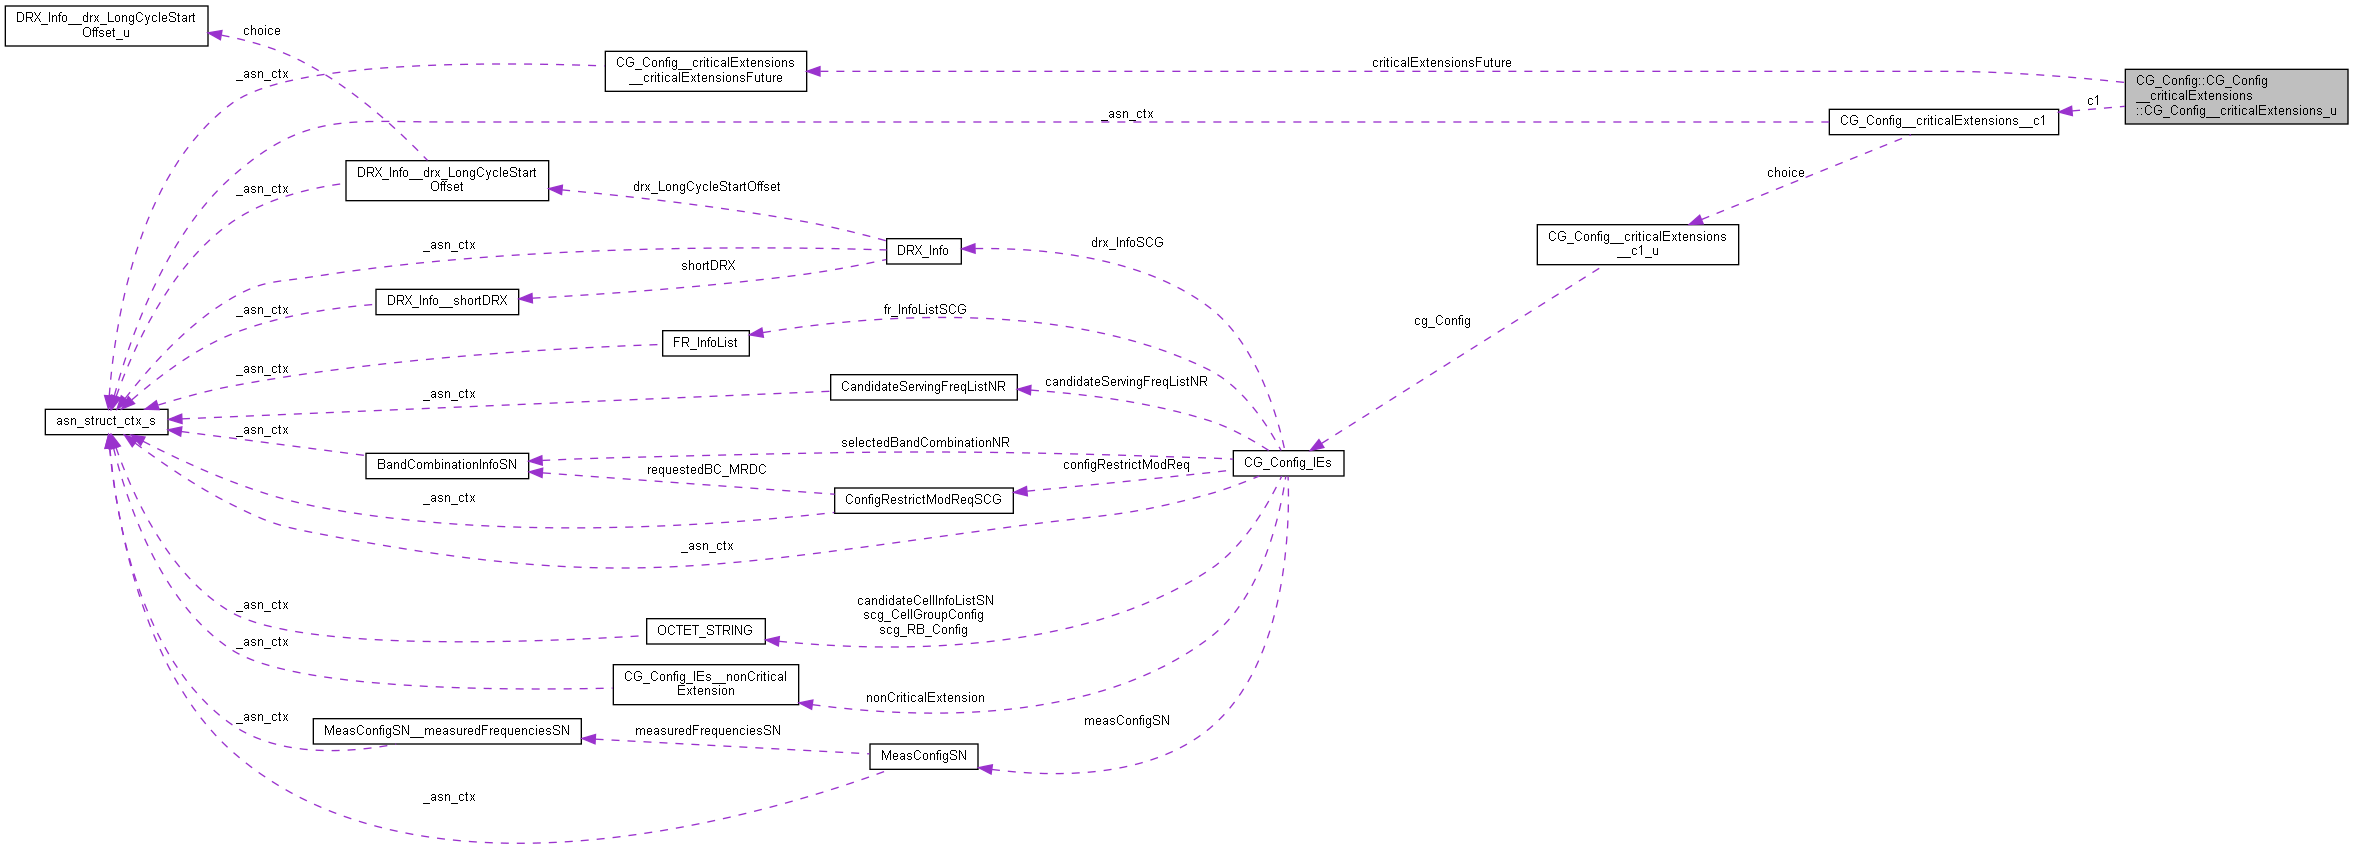 DRX_Info__drx_LongCycleStart
Offset_u
choice
_asn_ctx
CG_Config__criticalExtensions
__criticalExtensionsFuture
criticalExtensionsFuture
CG_Config::CG_Config
__criticalExtensions
::CG_Config__criticalExtensions_u
c1
_asn_ctx
CG_Config__criticalExtensions__c1
DRX_Info__drx_LongCycleStart
Offset
_asn_ctx
drx_LongCycleStartOffset
choice
_asn_ctx
DRX_Info
drx_InfoSCG
CG_Config__criticalExtensions
__c1_u
shortDRX
DRX_Info__shortDRX
_asn_ctx
fr_InfoListSCG
cg_Config
FR_InfoList
_asn_ctx
CandidateServingFreqListNR
candidateServingFreqListNR
_asn_ctx
asn_struct_ctx_s
_asn_ctx
selectedBandCombinationNR
BandCombinationInfoSN
requestedBC_MRDC
configRestrictModReq
CG_Config_IEs
_asn_ctx
ConfigRestrictModReqSCG
_asn_ctx
_asn_ctx
OCTET_STRING
candidateCellInfoListSN
scg_CellGroupConfig
scg_RB_Config
_asn_ctx
CG_Config_IEs__nonCritical
Extension
nonCriticalExtension
_asn_ctx
MeasConfigSN__measuredFrequenciesSN
measuredFrequenciesSN
measConfigSN
MeasConfigSN
_asn_ctx